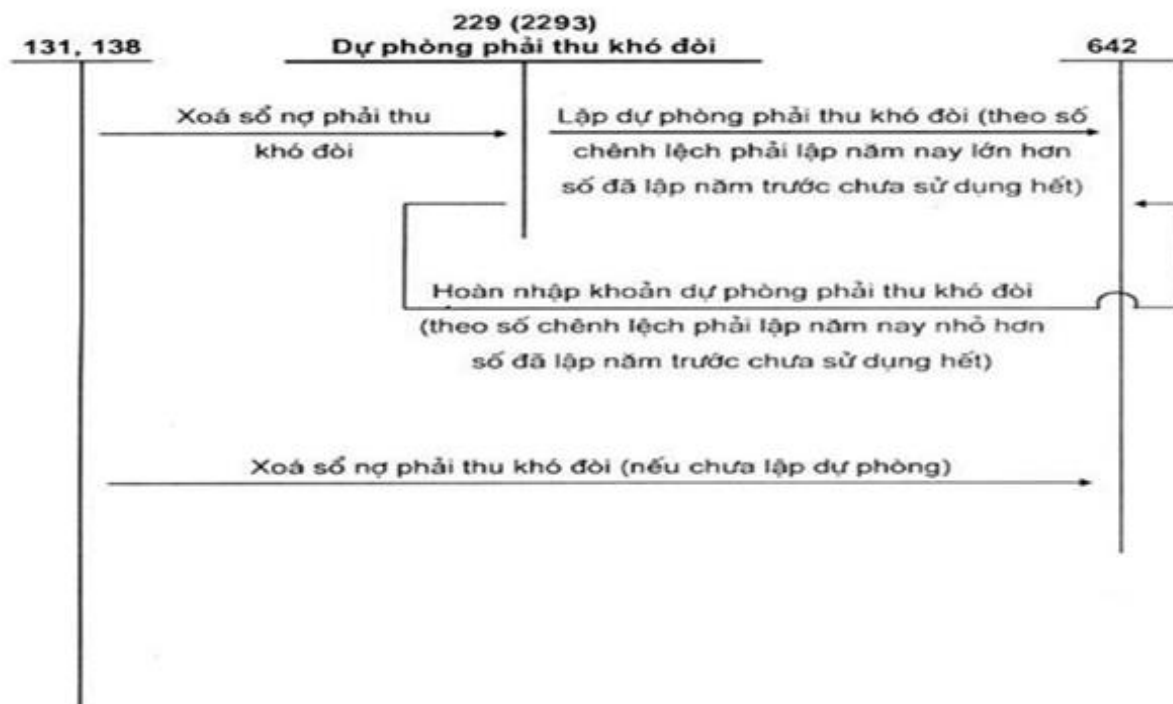 229 (2293)
131, 138
Dự phòng phải thu khó đòi
642
Xoá sổ nợ phải thu
khó đòi
Lập dự phòng phải thu khó đòi (theo số
chênh lệch phải lập năm nay lớn hơn
số đã lập năm trước chưa sử dụng hết)
Hoàn nhập khoản dự phòng phải thu khó đòi
(theo số chênh lệch phải lập năm nay nhỏ hơn
số đã lập năm trước chưa sử dụng hết)
Xoá sổ nợ phải thu khó đòi (nếu chưa lập dự phòng)